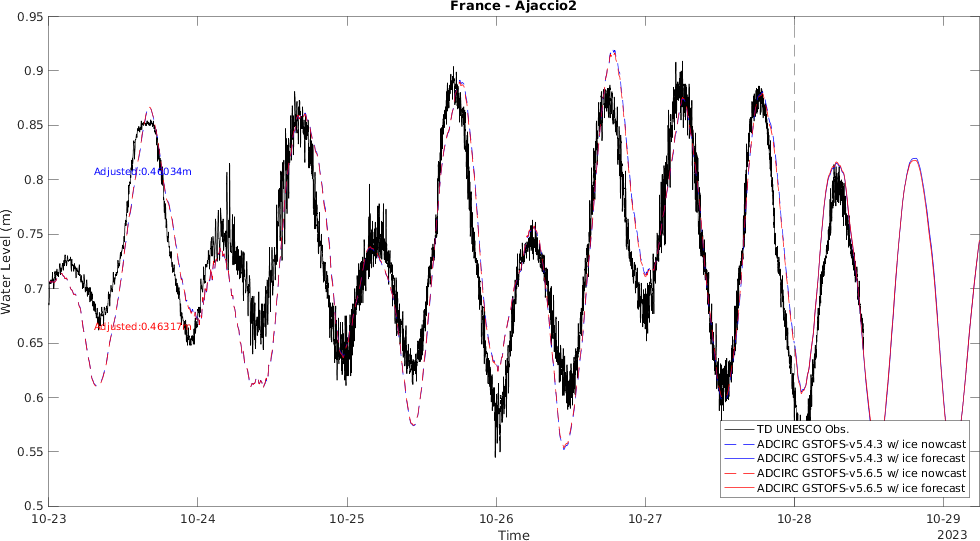 France - Ajaccio2
0.95
0.9
0.85
0.8
0.75
0.7
0.65
0.6
0.55
0.5
Water Level (m)
Adjusted:0.46034m
Adjusted:0.46317m
TD UNESCO Obs.
ADCIRC GSTOFS-v5.4.3 w/ ice nowcast
ADCIRC GSTOFS-v5.4.3 w/ ice forecast
ADCIRC GSTOFS-v5.6.5 w/ ice nowcast
ADCIRC GSTOFS-v5.6.5 w/ ice forecast
10-23 10-24 10-25 10-26 10-27 10-28 10-29
Time
2023